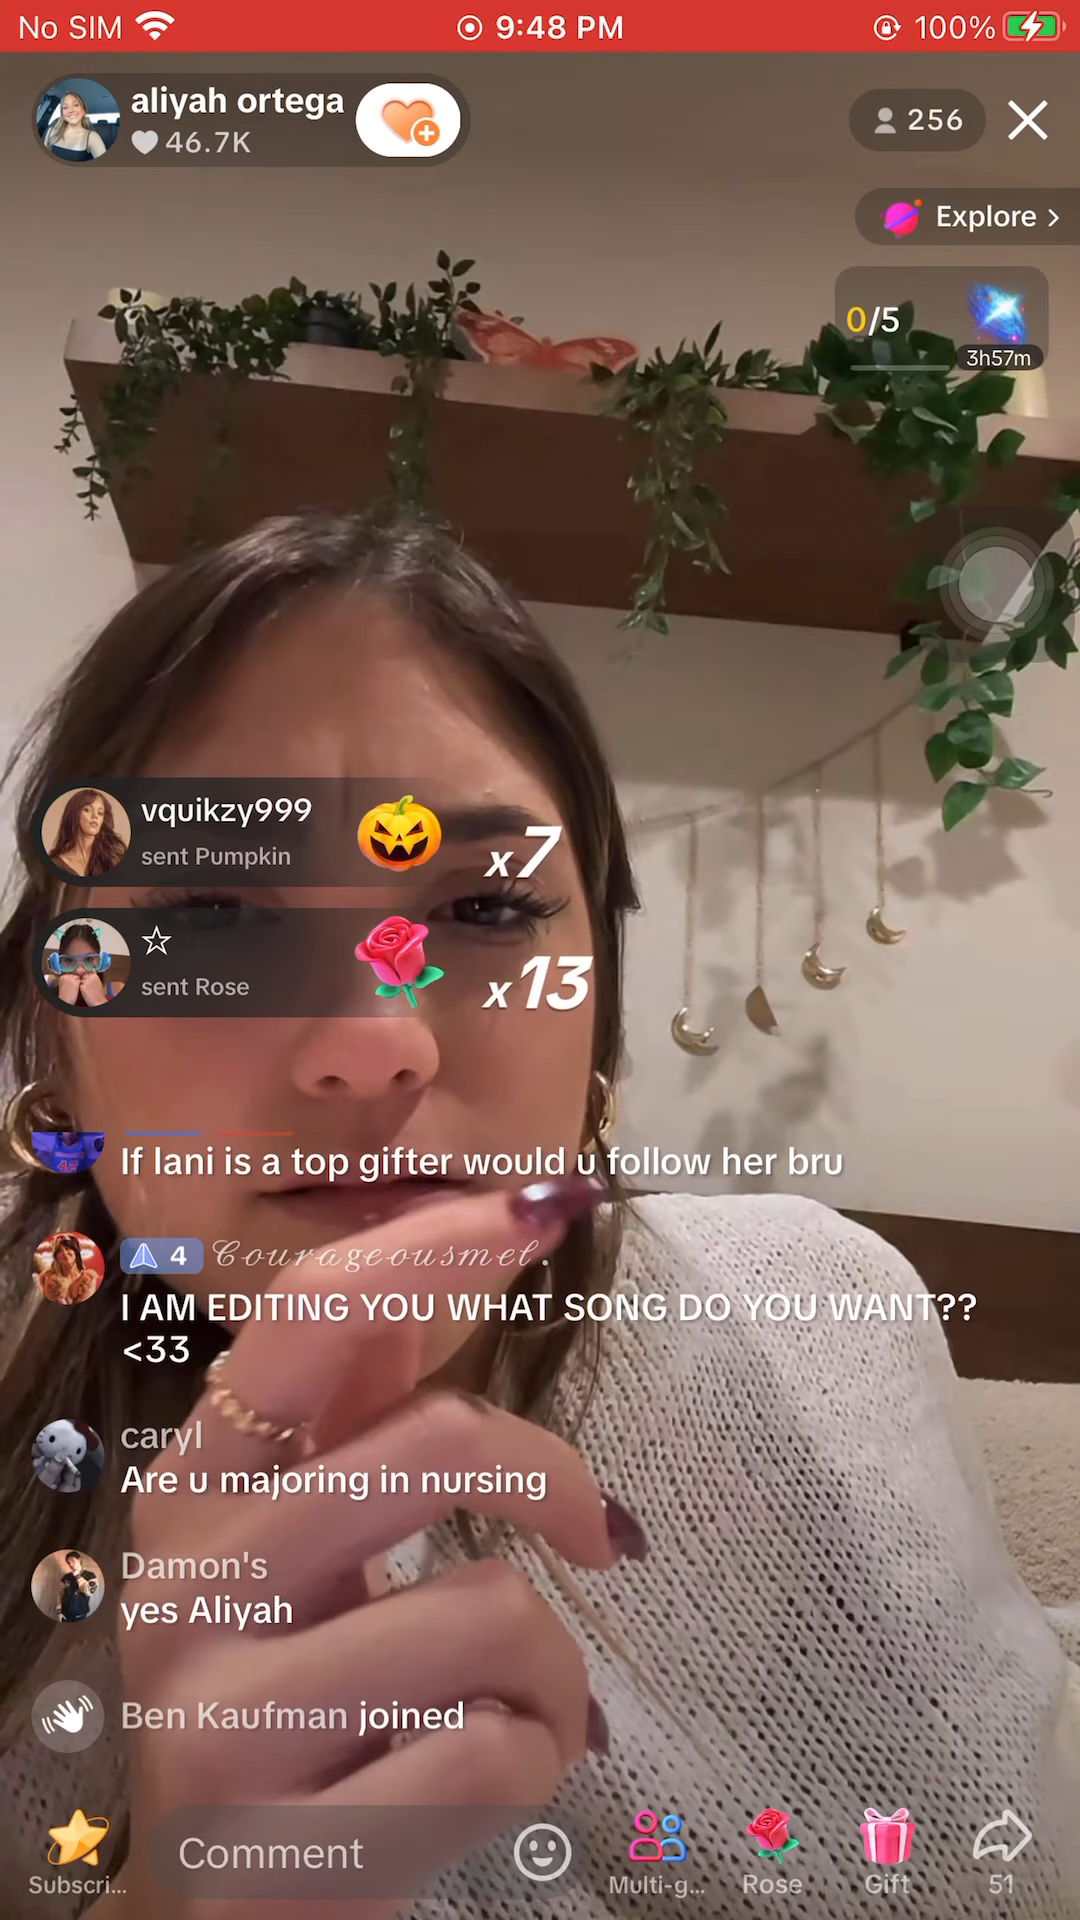 No SIM 9:48 PM 100%
aliyah ortega
46.7K
256
Explore >
0/5
3h57m
vquikzy999
sent Pumpkin
x7
☆
sent Rose
x13
If lani is a top gifter would u follow her bru
4 𝒞ℴ𝓊𝓇𝒶ℊℯℴ𝓊𝓈𝓂ℯ𝓁 .
I AM EDITING YOU WHAT SONG DO YOU WANT??
<33
caryl
Are u majoring in nursing
Damon's
yes Aliyah
Ben Kaufman joined
Comment
Subscri... Multi-g... Rose Gift 51